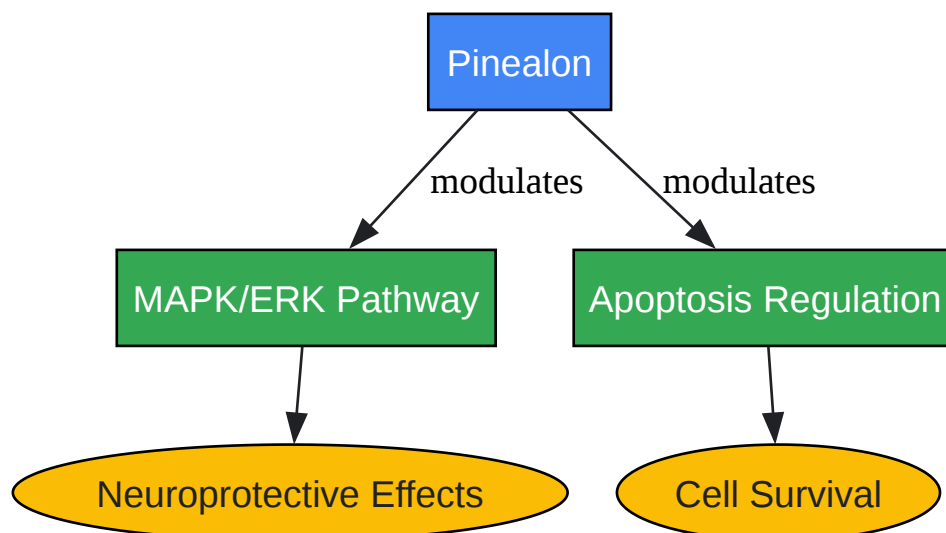 Pinealon
modulates
modulates
MAPK/ERK Pathway
Apoptosis Regulation
Neuroprotective Effects
Cell Survival